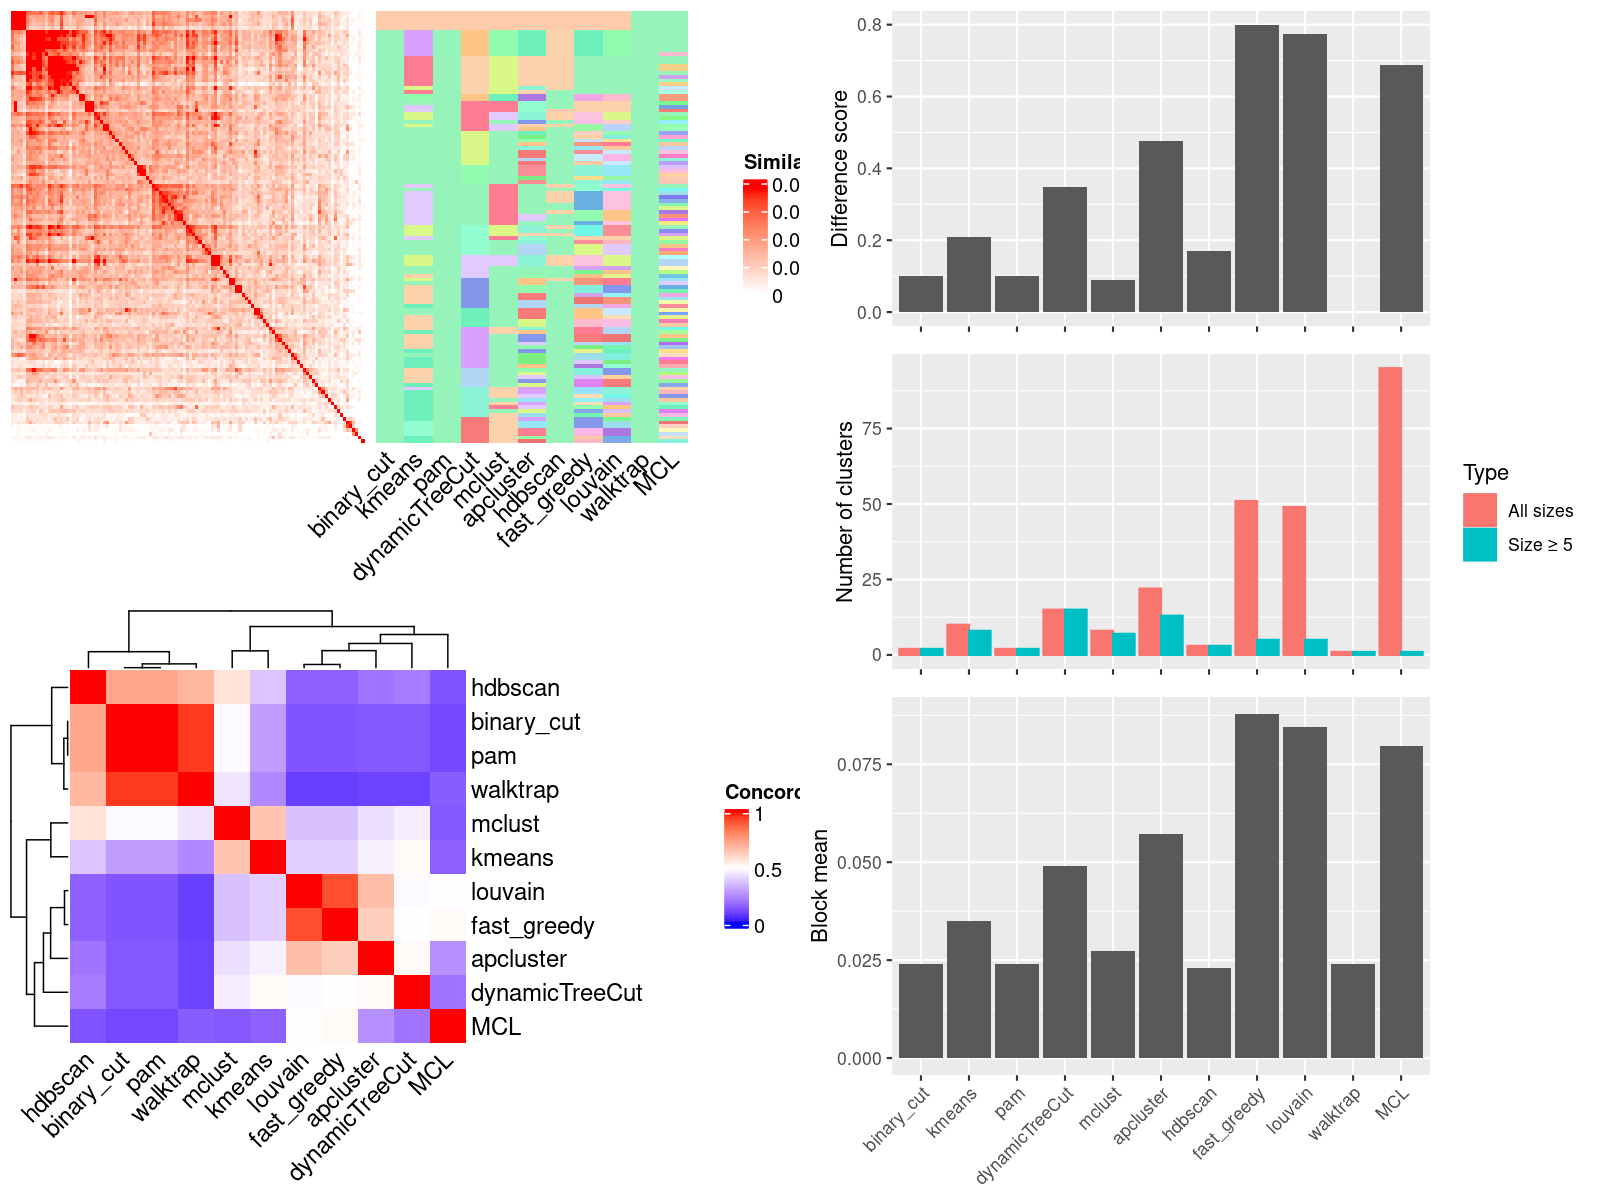 Simila
0.0
0.0
0.0
0.0
0
binary_cut
kmeans
pam
dynamicTreeCut
mclust
apcluster
hdbscan
fast_greedy
louvain
walktrap
MCL
hdbscan
binary_cut
pam
walktrap
mclust
kmeans
louvain
fast_greedy
apcluster
dynamicTreeCut
MCL
hdbscan
binary_cut
pam
walktrap
mclust
kmeans
louvain
fast_greedy
apcluster
dynamicTreeCut
MCL
Concord
1
0.5
0
Difference score
0.8
0.6
0.4
0.2
0.0
Number of clusters
75
50
25
0
Type
All sizes
Size ≥ 5
Block mean
0.075
0.050
0.025
0.000
binary_cut
kmeans
pam
dynamicTreeCut
mclust
apcluster
hdbscan
fast_greedy
louvain
walktrap
MCL